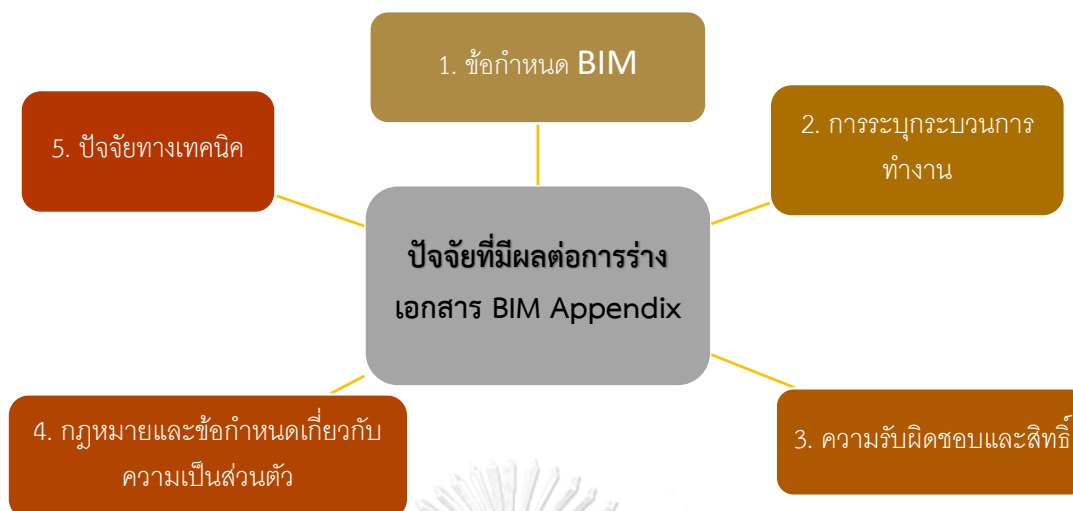 1. ข้อกำหนด BIM
2. การระบุกระบวนการ
ทำงาน
3. ความรับผิดชอบและสิทธิ์
4. กฎหมายและข้อกำหนดเกี่ยวกับ
ความเป็นส่วนตัว
5. ปัจจัยทางเทคนิค
ปัจจัยที่มีผลต่อการร่าง
เอกสาร BIM Appendix